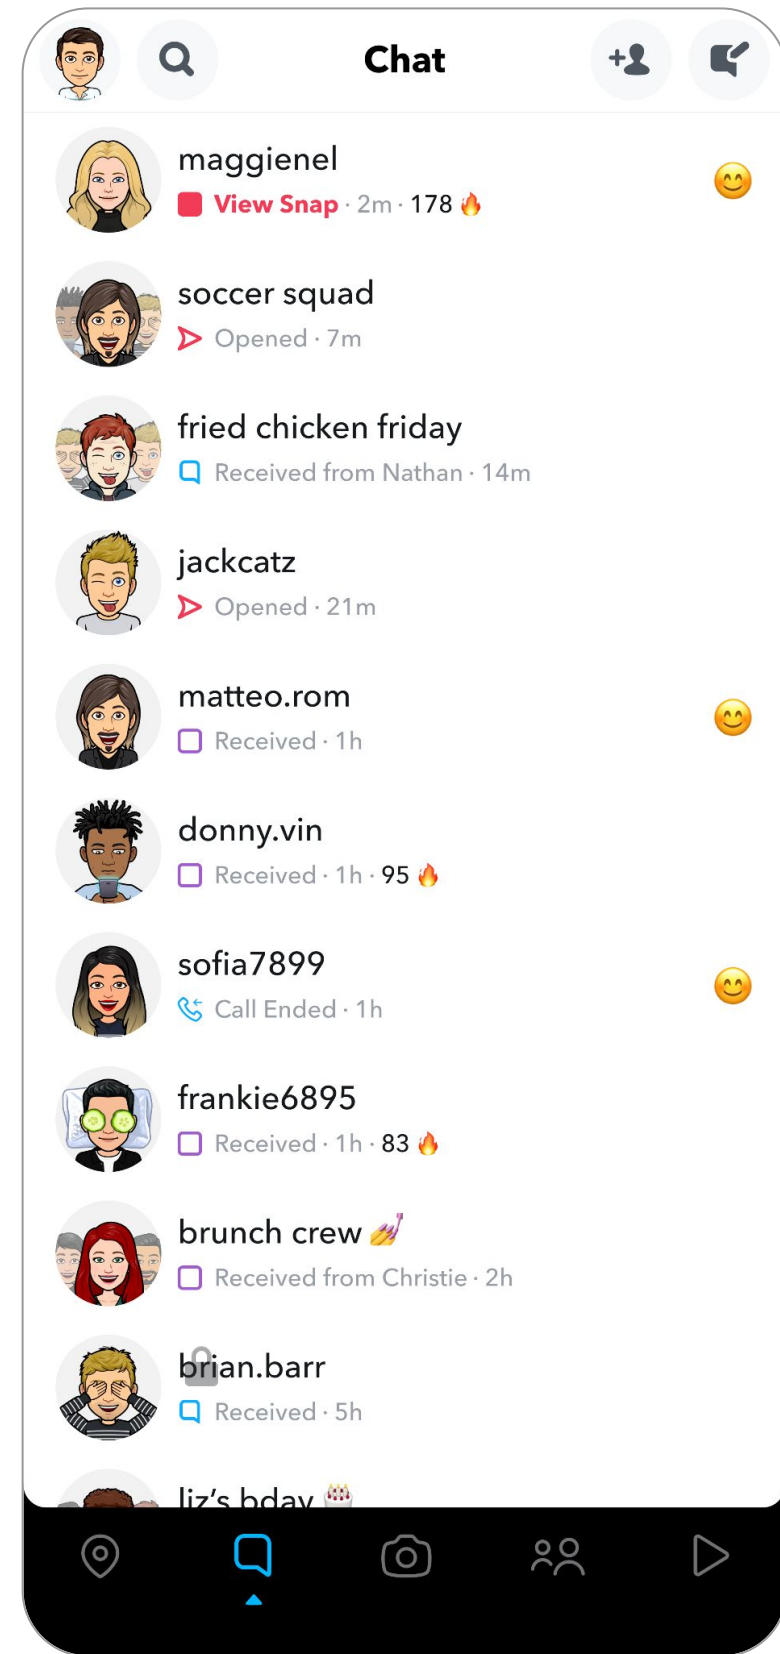 Chat
maggienel
View Snap · 2m · 178 🔥
😊
soccer squad
Opened · 7m
fried chicken friday
Received from Nathan · 14m
jackcatz
Opened · 21m
matteo.rom
Received · 1h
😊
donny.vin
Received · 1h · 95 🔥
sofia7899
Call Ended · 1h
😊
frankie6895
Received · 1h · 83 🔥
brunch crew 💅
Received from Christie · 2h
brian.barr
Received · 5h
liz's bday 🎂